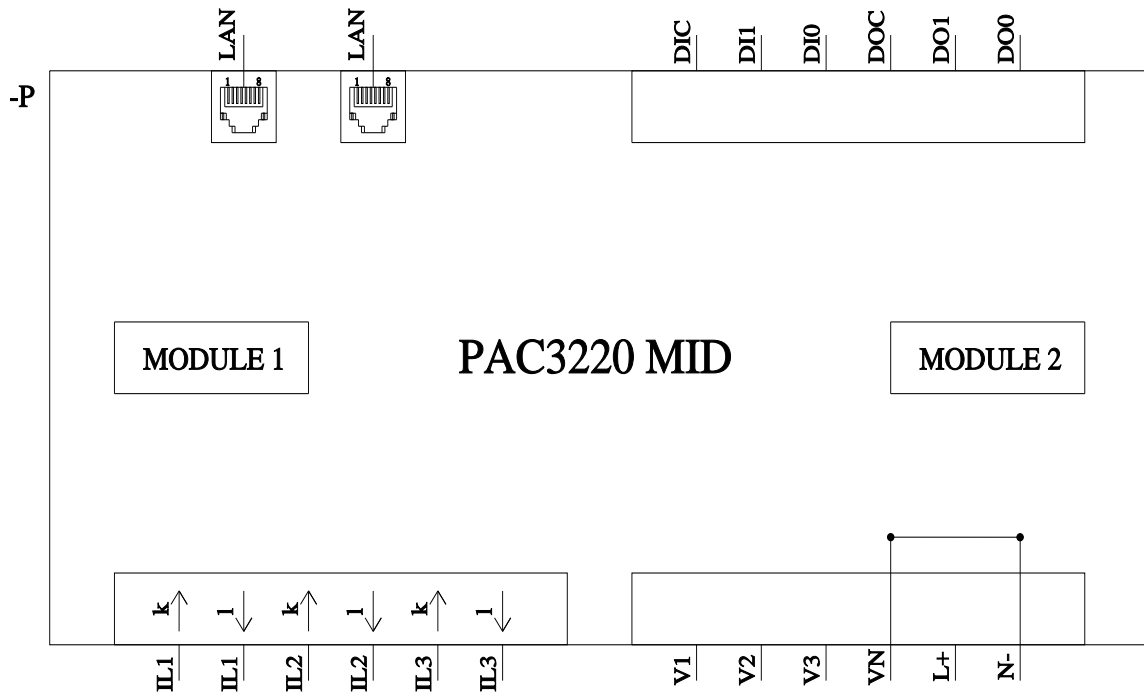 LAN LAN DIC DI1 DI0 DOC DO1 DO0
-P
1 8 1 8
MODULE 1 PAC3220 MID MODULE 2
k l k l k l
IL1 IL1 IL2 IL2 IL3 IL3 V1 V2 V3 VN L+ N-